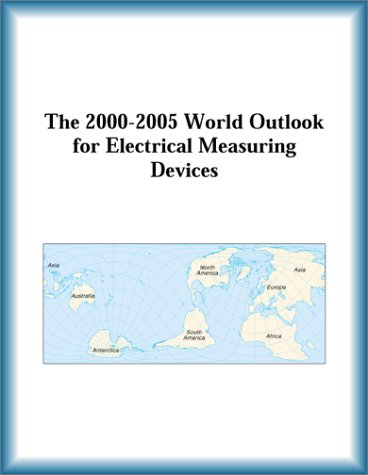 The 2000-2005 World Outlook
for Electrical Measuring
Devices
Asia
Australia
Antarctica
North
America
South
America
Europe
Asia
Africa